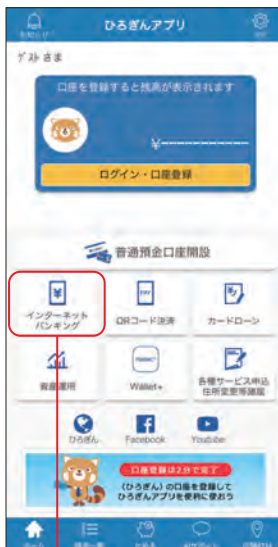 ひろぎんアプリ
ゲストさま
口座を登録すると残高が表示されます
¥-----------
ログイン・口座登録
普通預金口座開設
インターネット
バンキング
QRコード決済
カードローン
資産運用
Wallet+
各種サービス申込
住所変更等諸届
ひろぎん
Facebook
Youtube
口座登録は2分で完了
〈ひろぎん〉の口座を登録して
ひろぎんアプリを便利に使おう
ホーム